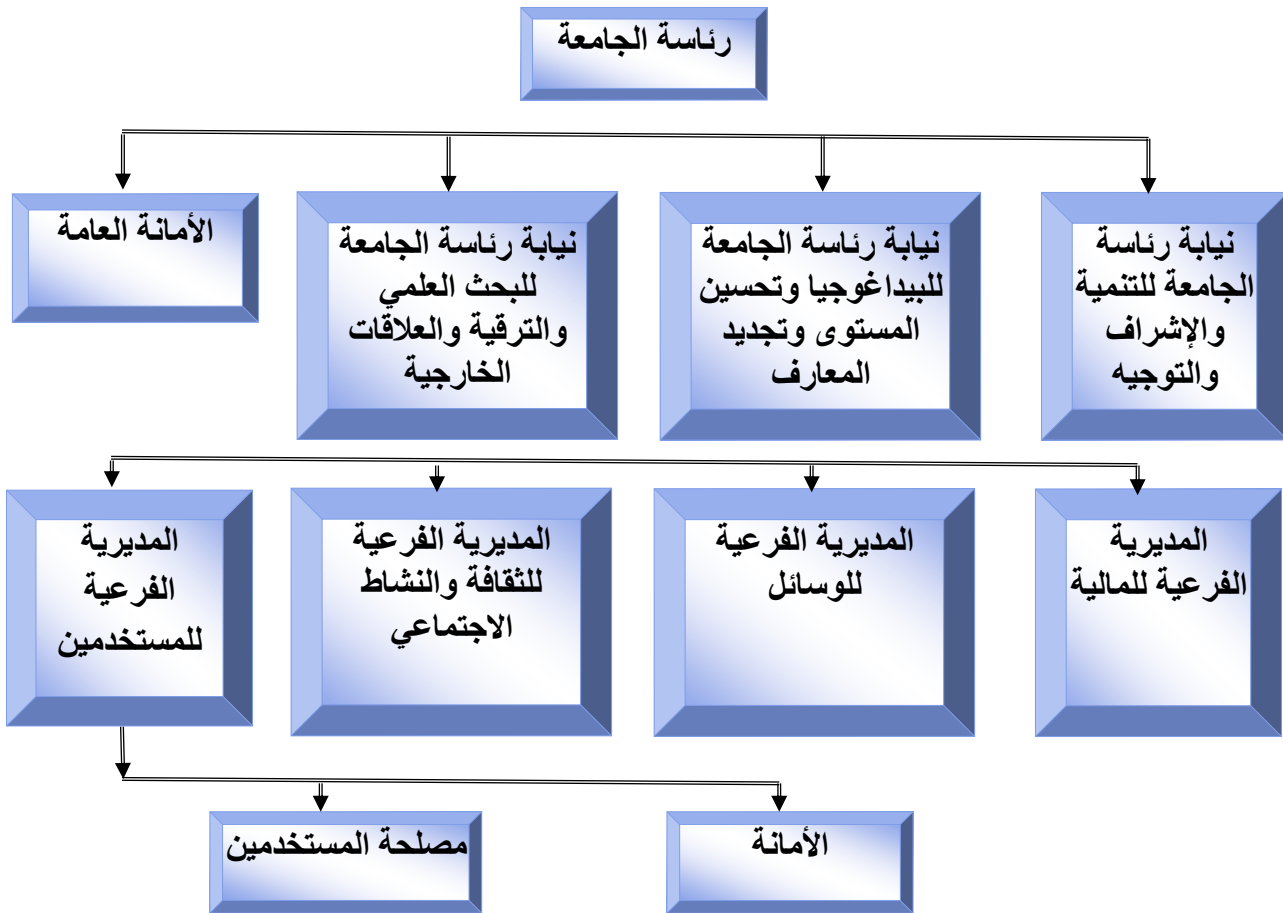 رئاسة الجامعة
نيابة رئاسة
الجامعة للتنمية
والإشراف
والتوجيه
نيابة رئاسة الجامعة
للبيداغوجيا وتحسين
المستوى وتجديد
المعارف
نيابة رئاسة الجامعة
للبحث العلمي
والترقية والعلاقات
الخارجية
الأمانة العامة
المديرية
الفرعية للمالية
المديرية الفرعية
للوسائل
المديرية الفرعية
للثقافة والنشاط
الاجتماعي
المديرية
الفرعية
للمستخدمين
الأمانة
مصلحة المستخدمين